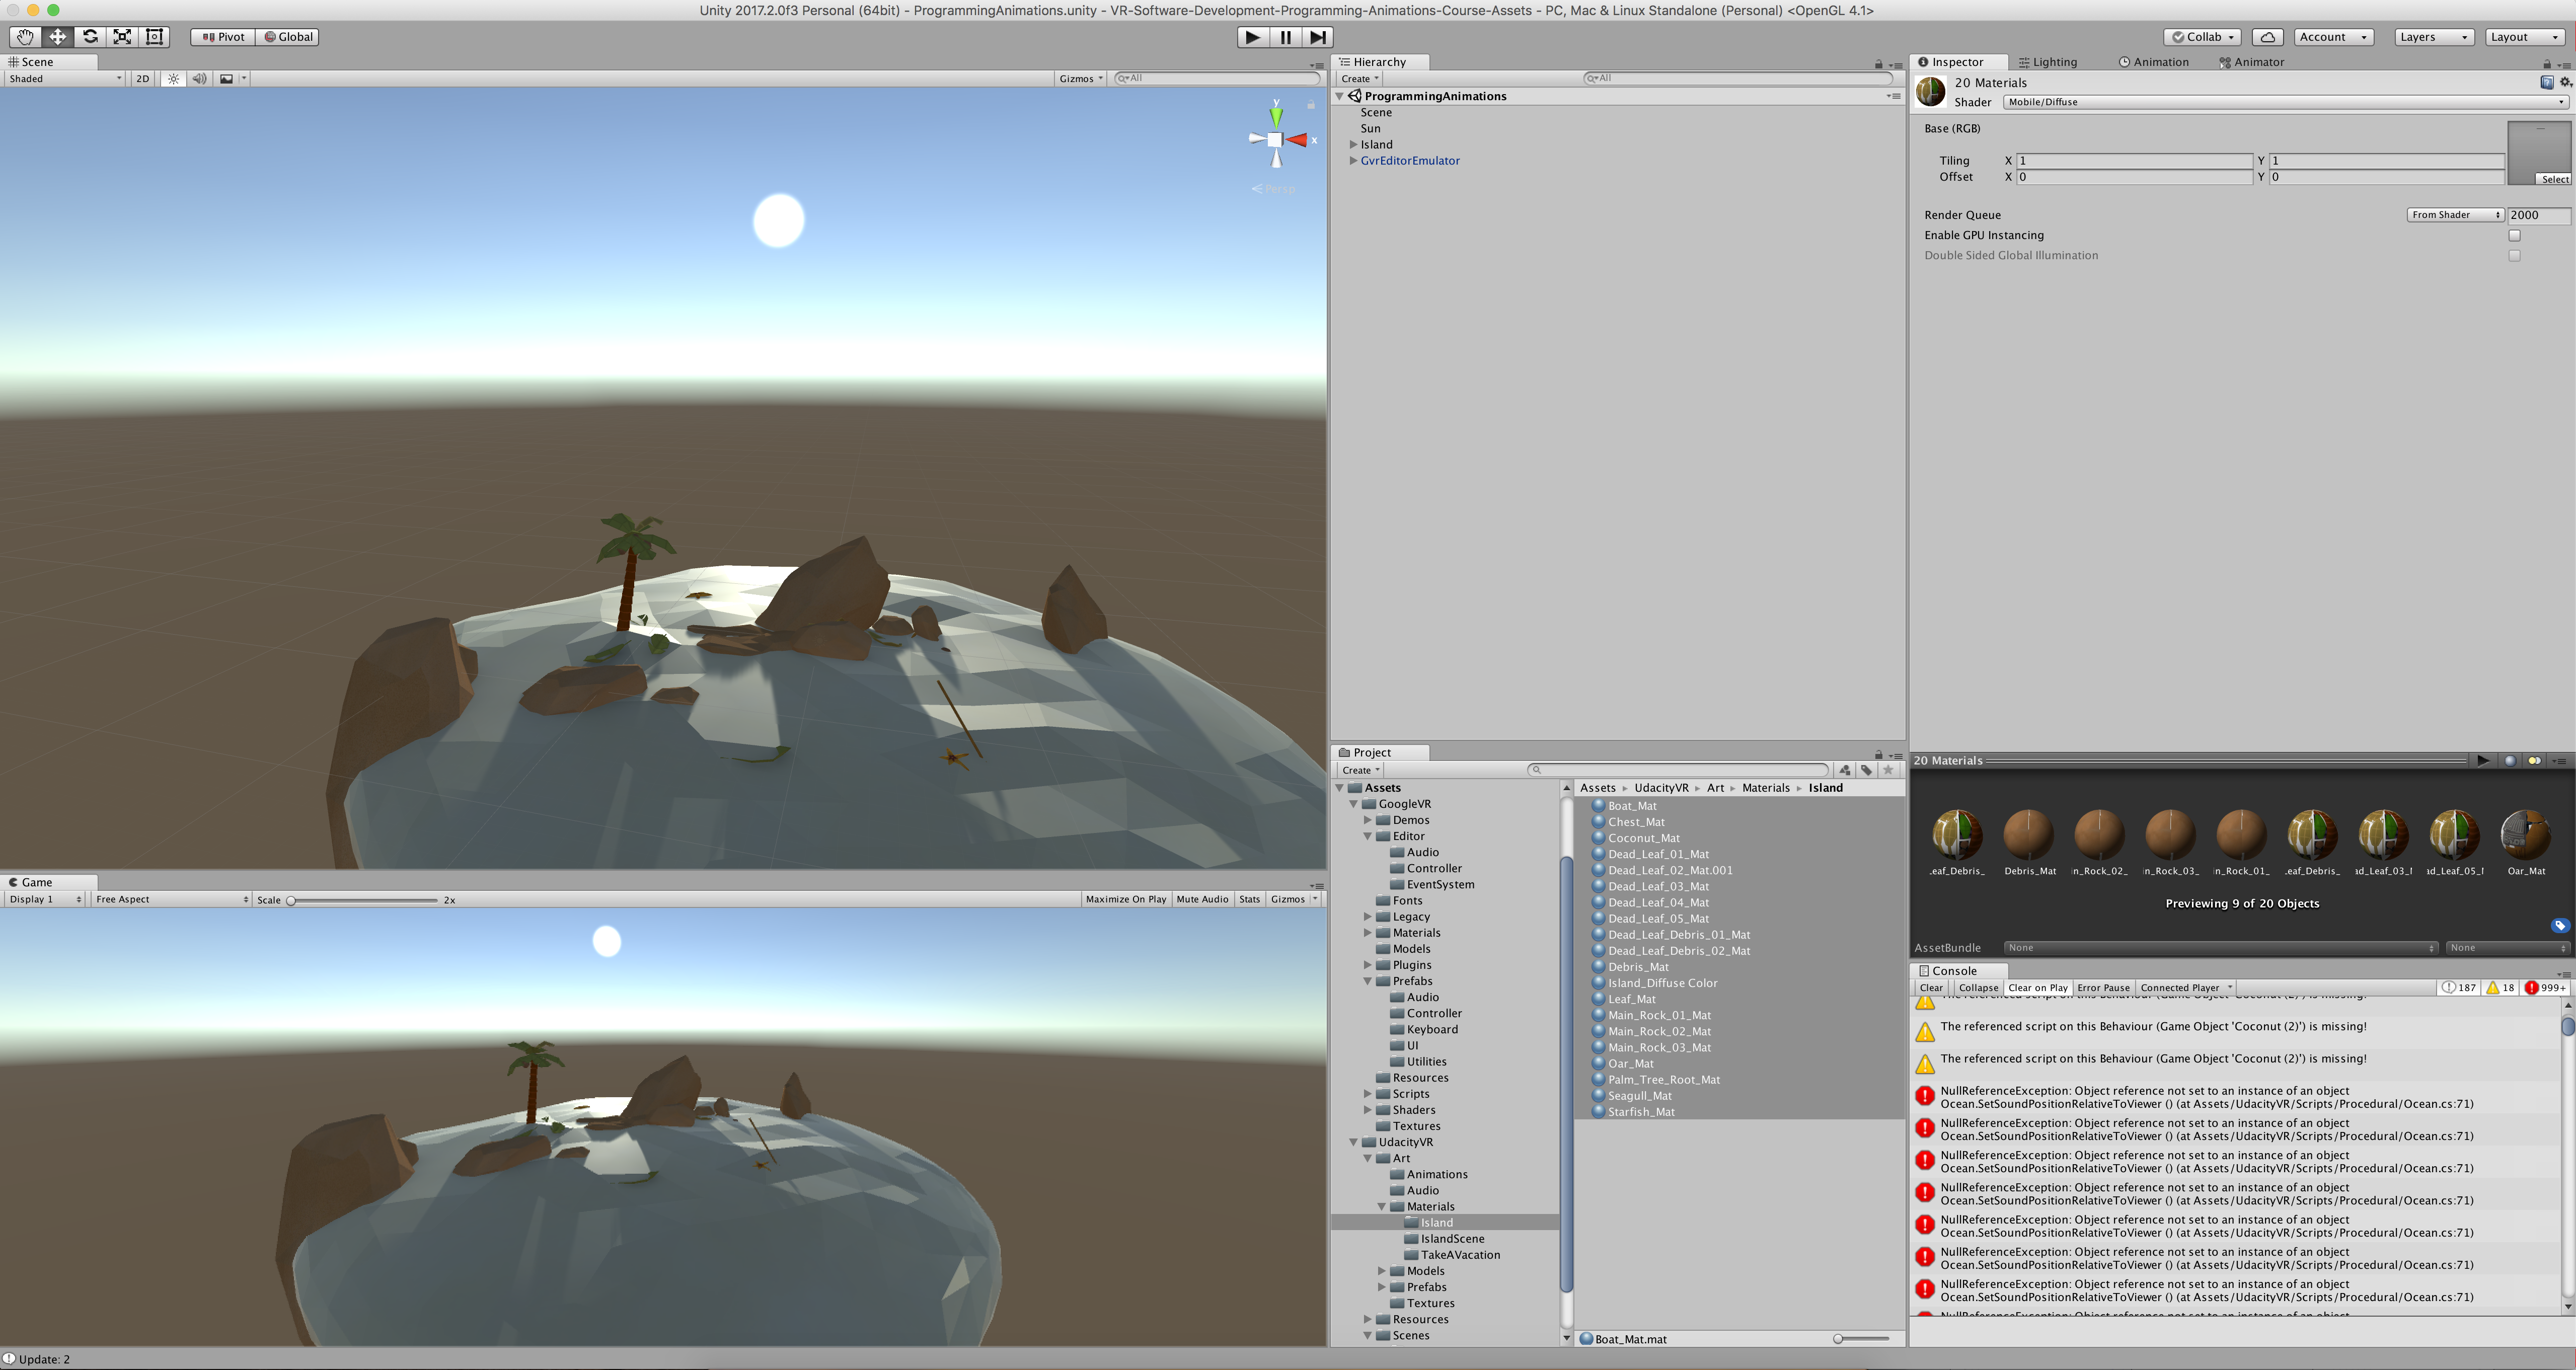 Unity 2017.2.0f3 Personal (64bit) - ProgrammingAnimations.unity - VR-Software-Development-Programming-Animations-Course-Assets - PC, Mac & Linux Standalone (Personal) <OpenGL 4.1>
Pivot Global
Collab Account Layers Layout
Scene
Shaded 2D Gizmos All
y
x
Persp
Hierarchy
Create All
ProgrammingAnimations
Scene
Sun
Island
GvrEditorEmulator
Inspector Lighting Animation Animator
20 Materials
Shader Mobile/Diffuse
Base (RGB)
Tiling X 1 Y 1
Offset X 0 Y 0
Select
Render Queue From Shader 2000
Enable GPU Instancing
Double Sided Global Illumination
Game
Display 1 Free Aspect Scale 2x Maximize On Play Mute Audio Stats Gizmos
Project
Create
Assets
GoogleVR
Demos
Editor
Audio
Controller
EventSystem
Fonts
Legacy
Materials
Models
Plugins
Prefabs
Audio
Controller
Keyboard
UI
Utilities
Resources
Scripts
Shaders
Textures
UdacityVR
Art
Animations
Audio
Materials
Island
IslandScene
TakeAVacation
Models
Prefabs
Textures
Resources
Scenes
Assets UdacityVR Art Materials Island
Boat_Mat
Chest_Mat
Coconut_Mat
Dead_Leaf_01_Mat
Dead_Leaf_02_Mat.001
Dead_Leaf_03_Mat
Dead_Leaf_04_Mat
Dead_Leaf_05_Mat
Dead_Leaf_Debris_01_Mat
Dead_Leaf_Debris_02_Mat
Debris_Mat
Island_Diffuse Color
Leaf_Mat
Main_Rock_01_Mat
Main_Rock_02_Mat
Main_Rock_03_Mat
Oar_Mat
Palm_Tree_Root_Mat
Seagull_Mat
Starfish_Mat
Boat_Mat.mat
20 Materials
.eaf_Debris_ Debris_Mat in_Rock_02_ in_Rock_03_ in_Rock_01_ .eaf_Debris_ ad_Leaf_03_ ad_Leaf_05_ Oar_Mat
Previewing 9 of 20 Objects
AssetBundle None None
Console
Clear Collapse Clear on Play Error Pause Connected Player 187 18 999+
The referenced script on this Behaviour (Game Object 'Coconut (2)') is missing!
The referenced script on this Behaviour (Game Object 'Coconut (2)') is missing!
The referenced script on this Behaviour (Game Object 'Coconut (2)') is missing!
NullReferenceException: Object reference not set to an instance of an object
Ocean.SetSoundPositionRelativeToViewer () (at Assets/UdacityVR/Scripts/Procedural/Ocean.cs:71)
NullReferenceException: Object reference not set to an instance of an object
Ocean.SetSoundPositionRelativeToViewer () (at Assets/UdacityVR/Scripts/Procedural/Ocean.cs:71)
NullReferenceException: Object reference not set to an instance of an object
Ocean.SetSoundPositionRelativeToViewer () (at Assets/UdacityVR/Scripts/Procedural/Ocean.cs:71)
NullReferenceException: Object reference not set to an instance of an object
Ocean.SetSoundPositionRelativeToViewer () (at Assets/UdacityVR/Scripts/Procedural/Ocean.cs:71)
NullReferenceException: Object reference not set to an instance of an object
Ocean.SetSoundPositionRelativeToViewer () (at Assets/UdacityVR/Scripts/Procedural/Ocean.cs:71)
NullReferenceException: Object reference not set to an instance of an object
Ocean.SetSoundPositionRelativeToViewer () (at Assets/UdacityVR/Scripts/Procedural/Ocean.cs:71)
NullReferenceException: Object reference not set to an instance of an object
Ocean.SetSoundPositionRelativeToViewer () (at Assets/UdacityVR/Scripts/Procedural/Ocean.cs:71)
Update: 2